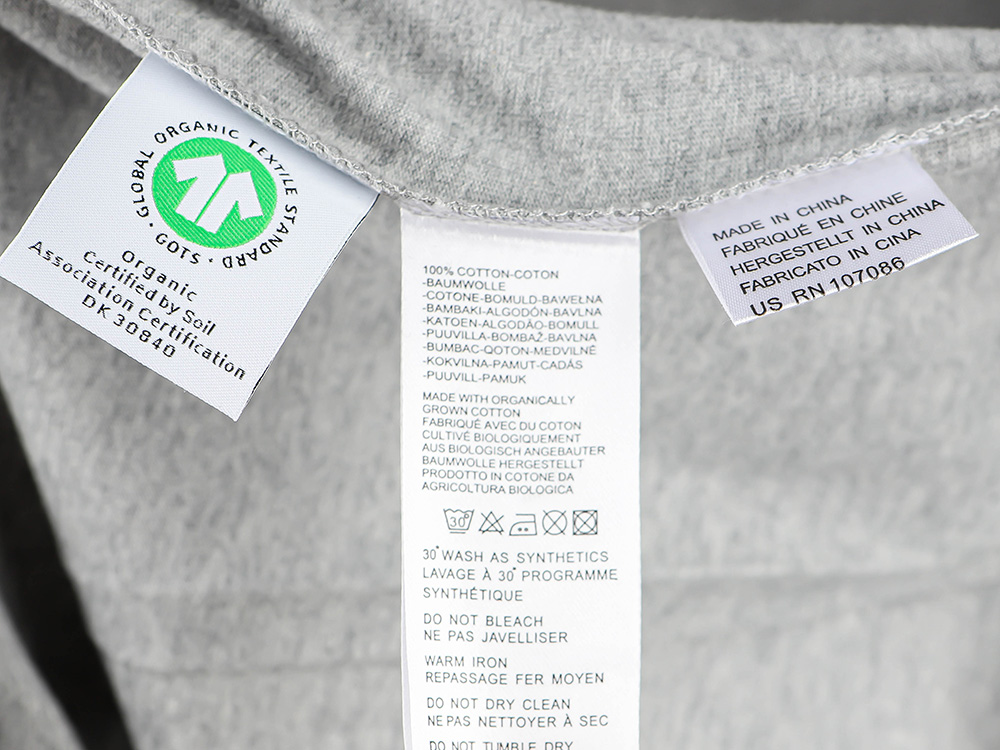 GLOBAL ORGANIC TEXTILE STANDARD
· GOTS ·
Organic
Certified by Soil
Association Certification
DK 30840
100% COTTON-COTON
-BAUMWOLLE
-COTONE-BOMULD-BAWEŁNA
-BAMBAKI-ALGODÓN-BAVLNA
-KATOEN-ALGODÃO-BOMULL
-PUUVILLA-BOMBAŽ-BAVLNA
-BUMBAC-QOTON-MEDVILNĖ
-KOKVILNA-PAMUT-CADÁS
-PUUVILL-PAMUK
MADE WITH ORGANICALLY
GROWN COTTON
FABRIQUÉ AVEC DU COTON
CULTIVÉ BIOLOGIQUEMENT
AUS BIOLOGISCH ANGEBAUTER
BAUMWOLLE HERGESTELLT
PRODOTTO IN COTONE DA
AGRICOLTURA BIOLOGICA
30°
30° WASH AS SYNTHETICS
LAVAGE À 30° PROGRAMME
SYNTHÉTIQUE
DO NOT BLEACH
NE PAS JAVELLISER
WARM IRON
REPASSAGE FER MOYEN
DO NOT DRY CLEAN
NE PAS NETTOYER À SEC
DO NOT TUMBLE DRY
MADE IN CHINA
FABRIQUÉ EN CHINE
HERGESTELLT IN CHINA
FABRICATO IN CINA
US RN 107086